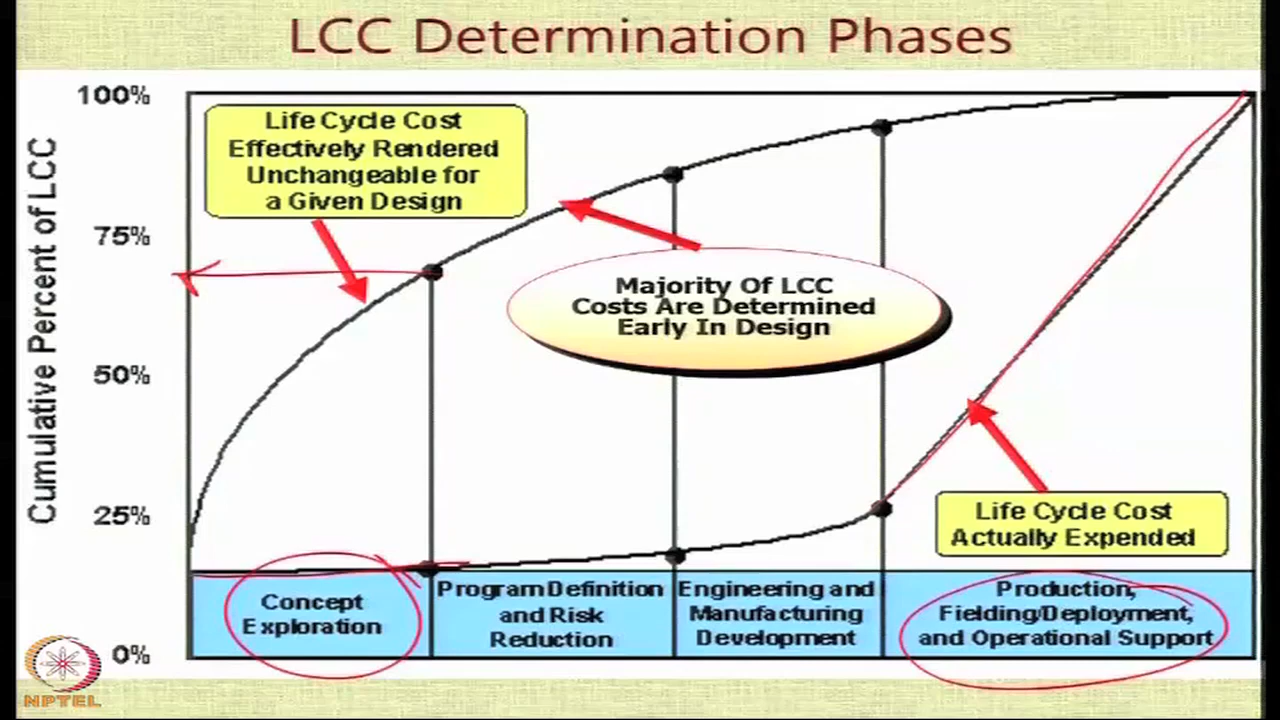 LCC Determination Phases
Cumulative Percent of LCC
100%
75%
50%
25%
0%
Life Cycle Cost
Effectively Rendered
Unchangeable for
a Given Design
Majority Of LCC
Costs Are Determined
Early In Design
Life Cycle Cost
Actually Expended
Concept
Exploration
Program Definition
and Risk
Reduction
Engineering and
Manufacturing
Development
Production,
Fielding/Deployment,
and Operational Support
NPTEL